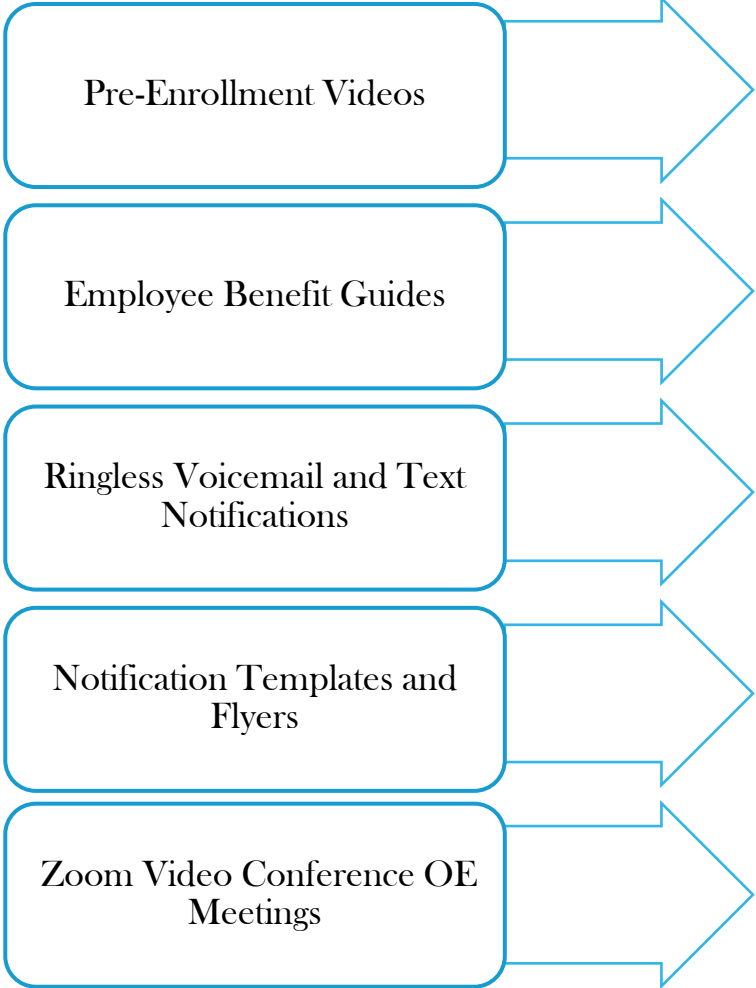 Pre-Enrollment Videos
Employee Benefit Guides
Ringless Voicemail and Text
Notifications
Notification Templates and
Flyers
Zoom Video Conference OE
Meetings